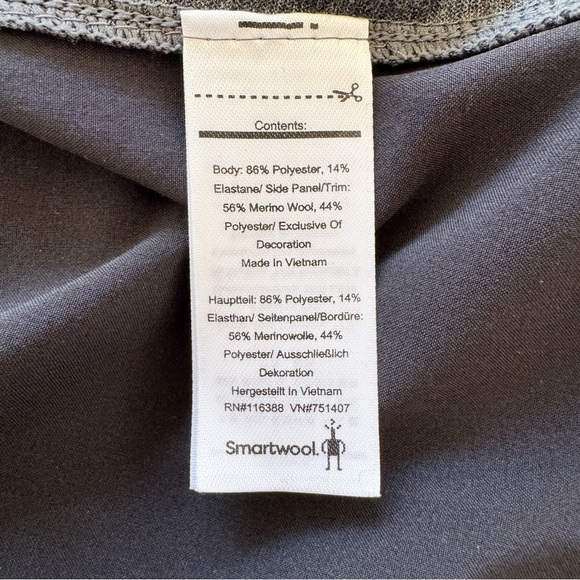 Contents:
Body: 86% Polyester, 14%
Elastane/ Side Panel/Trim:
56% Merino Wool, 44%
Polyester/ Exclusive Of
Decoration
Made In Vietnam
Hauptteil: 86% Polyester, 14%
Elasthan/ Seitenpanel/Bordüre:
56% Merinowolle, 44%
Polyester/ Ausschließlich
Dekoration
Hergestellt In Vietnam
RN#116388 VN#751407
Smartwool.